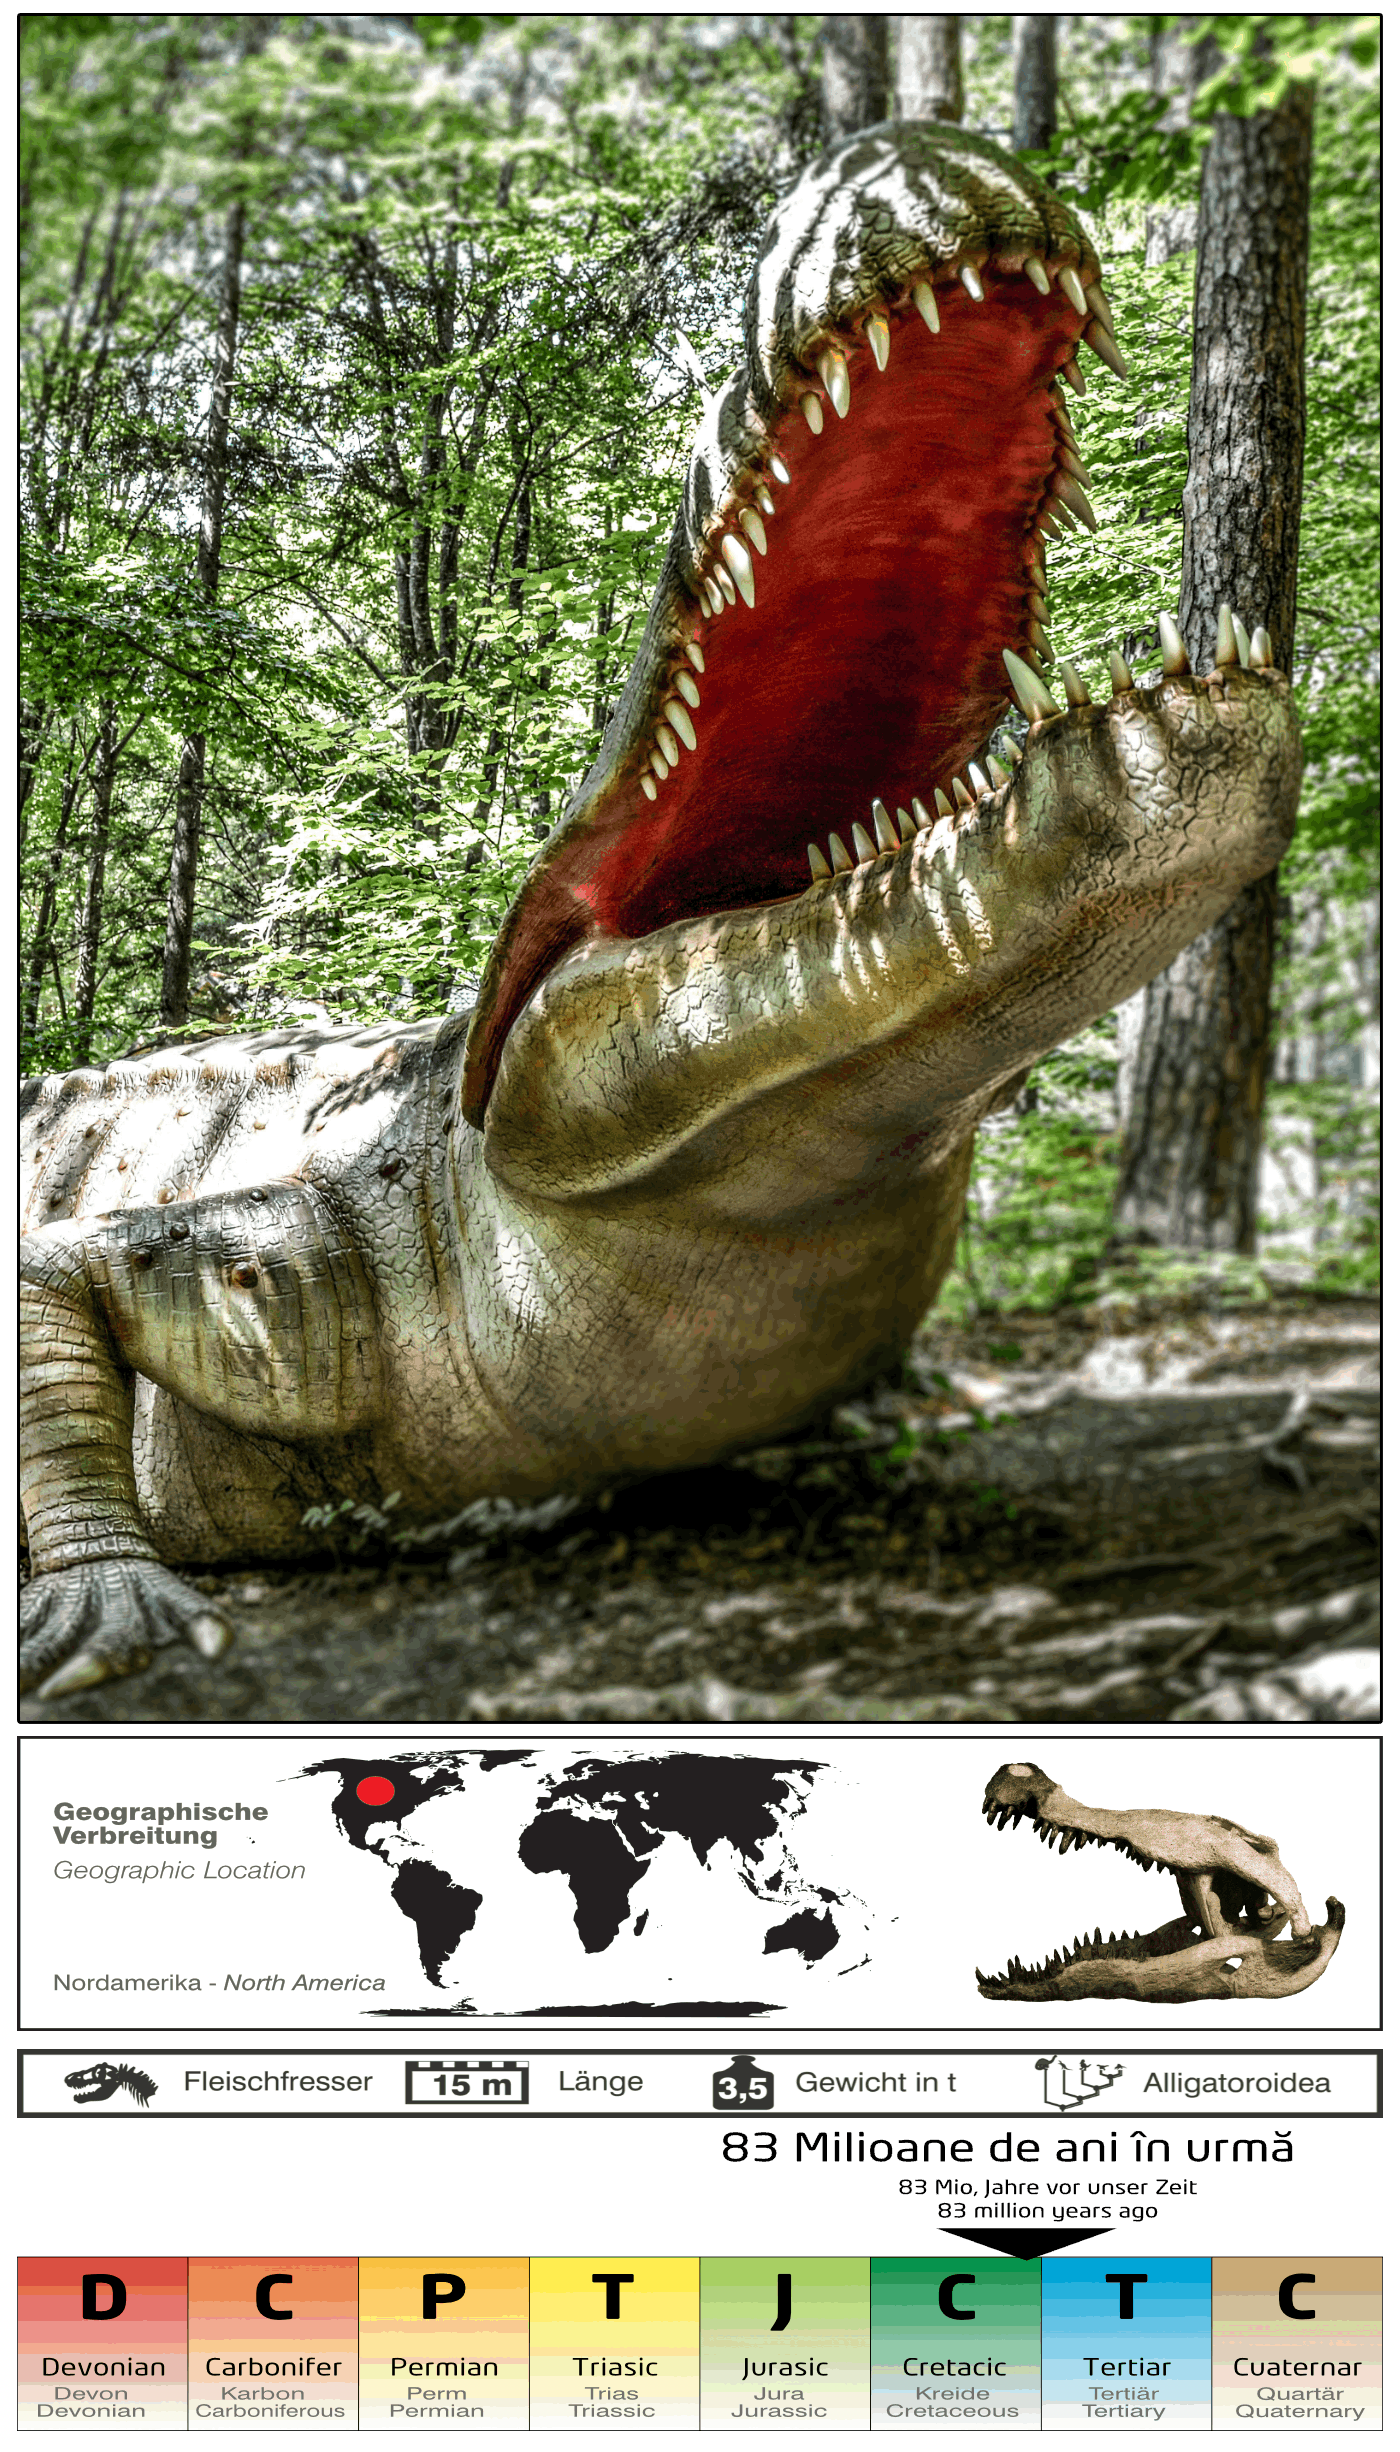 Geographische
Verbreitung
Geographic Location
Nordamerika - North America
Fleischfresser
15 m
Länge
3,5
Gewicht in t
Alligatoroidea
83 Milioane de ani în urmă
83 Mio, Jahre vor unser Zeit
83 million years ago
D C P T J C T C
Devonian Carbonifer Permian Triasic Jurasic Cretacic Tertiar Cuaternar
Devon Karbon Perm Trias Jura Kreide Tertiär Quartär
Devonian Carboniferous Permian Triassic Jurassic Cretaceous Tertiary Quaternary